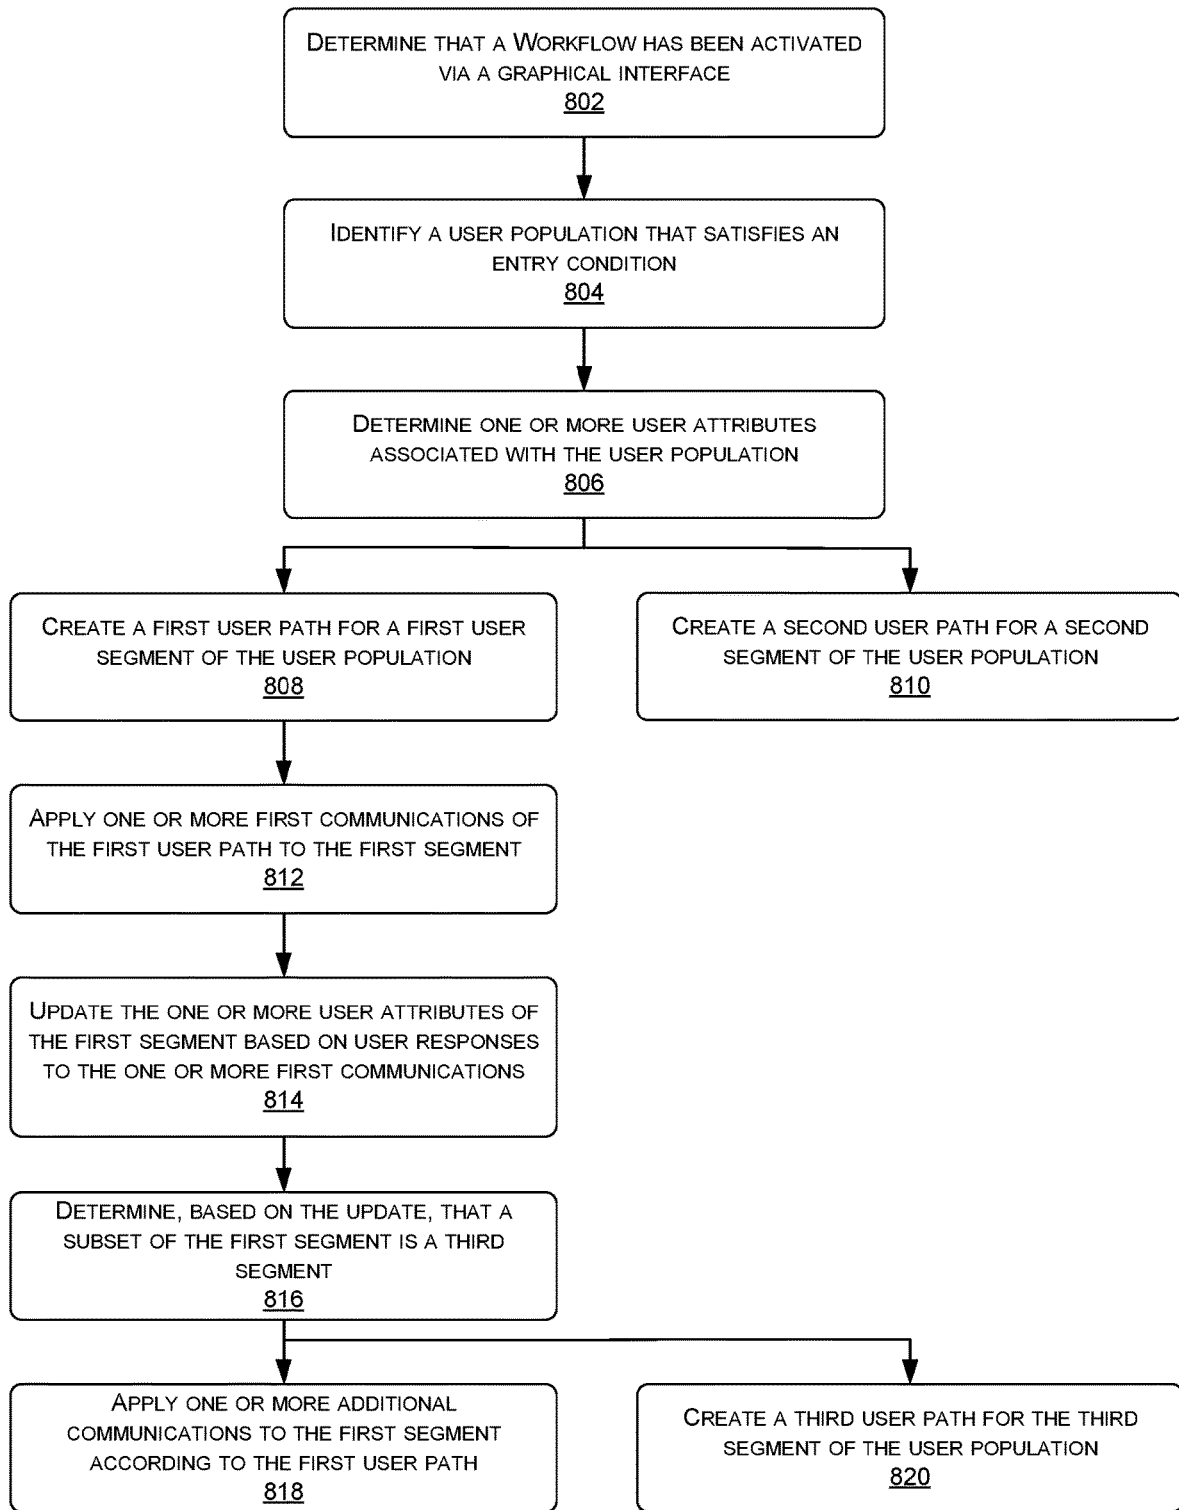 DETERMINE THAT A WORKFLOW HAS BEEN ACTIVATED
VIA A GRAPHICAL INTERFACE
802
IDENTIFY A USER POPULATION THAT SATISFIES AN
ENTRY CONDITION
804
DETERMINE ONE OR MORE USER ATTRIBUTES
ASSOCIATED WITH THE USER POPULATION
806
CREATE A FIRST USER PATH FOR A FIRST USER
SEGMENT OF THE USER POPULATION
808
CREATE A SECOND USER PATH FOR A SECOND
SEGMENT OF THE USER POPULATION
810
APPLY ONE OR MORE FIRST COMMUNICATIONS OF
THE FIRST USER PATH TO THE FIRST SEGMENT
812
UPDATE THE ONE OR MORE USER ATTRIBUTES OF
THE FIRST SEGMENT BASED ON USER RESPONSES
TO THE ONE OR MORE FIRST COMMUNICATIONS
814
DETERMINE, BASED ON THE UPDATE, THAT A
SUBSET OF THE FIRST SEGMENT IS A THIRD
SEGMENT
816
APPLY ONE OR MORE ADDITIONAL
COMMUNICATIONS TO THE FIRST SEGMENT
ACCORDING TO THE FIRST USER PATH
818
CREATE A THIRD USER PATH FOR THE THIRD
SEGMENT OF THE USER POPULATION
820